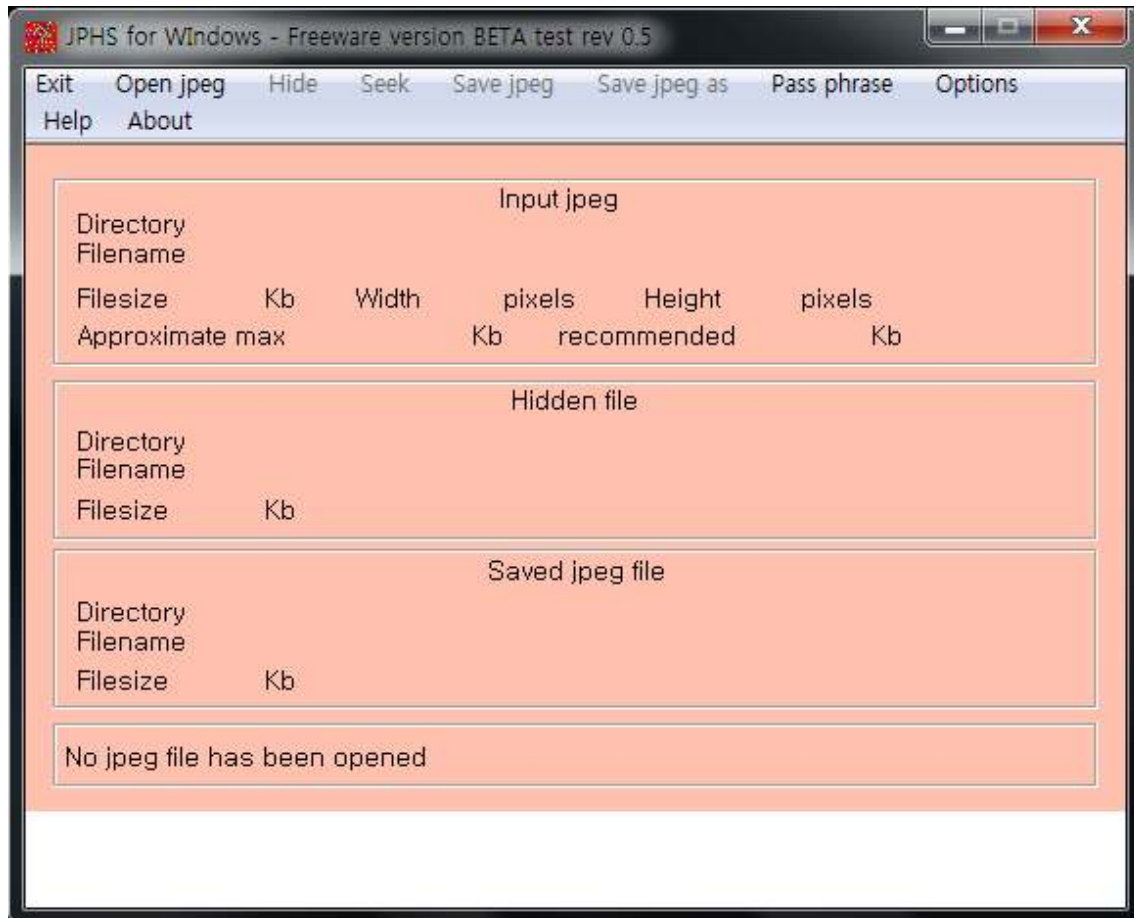 JPHS for WIndows - Freeware version BETA test rev 0.5
Exit Open jpeg Hide Seek Save jpeg Save jpeg as Pass phrase Options
Help About
Input jpeg
Directory
Filename
Filesize Kb Width pixels Height pixels
Approximate max Kb recommended Kb
Hidden file
Directory
Filename
Filesize Kb
Saved jpeg file
Directory
Filename
Filesize Kb
No jpeg file has been opened